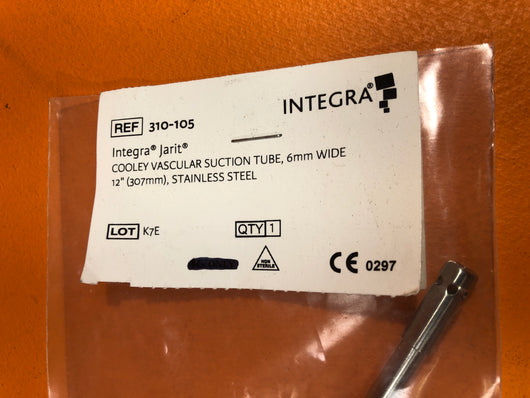 INTEGRA®
REF 310-105
Integra® Jarit®
COOLEY VASCULAR SUCTION TUBE, 6mm WIDE
12" (307mm), STAINLESS STEEL
LOT K7E QTY 1
NON STERILE
CE 0297